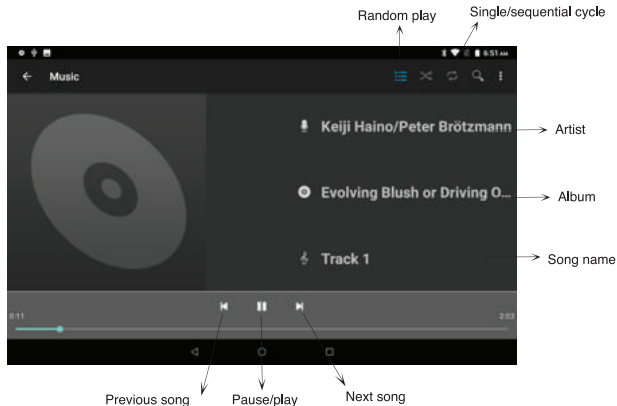 Random play
Single/sequential cycle
6:51 AM
Music
Keiji Haino/Peter Brötzmann
Artist
Evolving Blush or Driving O...
Album
Track 1
Song name
0:11
2:03
Previous song
Pause/play
Next song